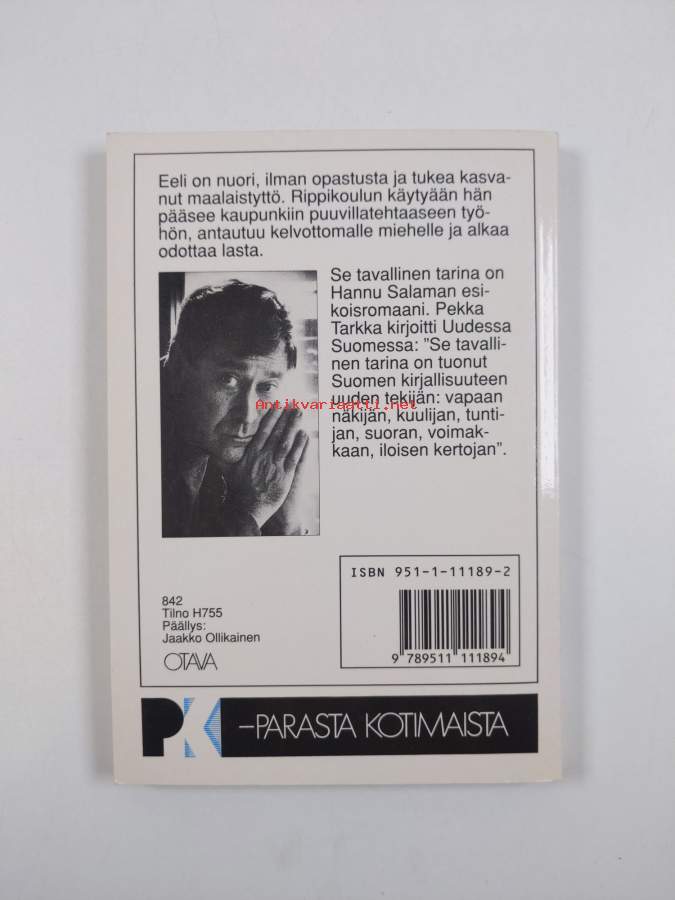 Eeli on nuori, ilman opastusta ja tukea kasva-
nut maalaistyttö. Rippikoulun käytyään hän
pääsee kaupunkiin puuvillatehtaaseen työ-
hön, antautuu kelvottomalle miehelle ja alkaa
odottaa lasta.
Se tavallinen tarina on
Hannu Salaman esi-
koisromaani. Pekka
Tarkka kirjoitti Uudessa
Suomessa: "Se tavalli-
nen tarina on tuonut
Suomen kirjallisuuteen
uuden tekijän: vapaan
näkijän, kuulijan, tunti-
jan, suoran, voimak-
kaan, iloisen kertojan".
Antikvariaatti.net
ISBN 951-1-11189-2
9 789511 111894
842
Tilno H755
Päällys:
Jaakko Ollikainen
OTAVA
PK –PARASTA KOTIMAISTA